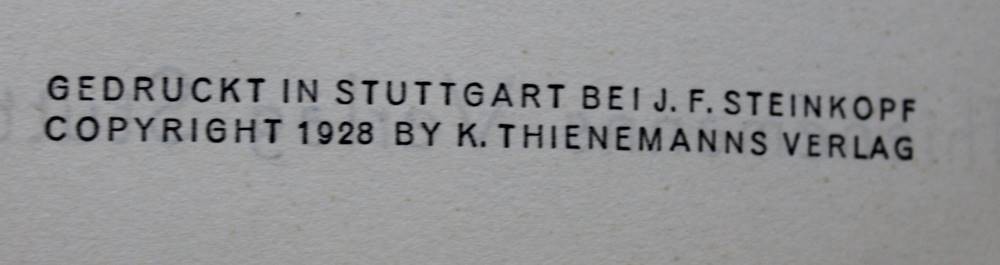 GEDRUCKT IN STUTTGART BEI J. F. STEINKOPF
COPYRIGHT 1928 BY K. THIENEMANNS VERLAG